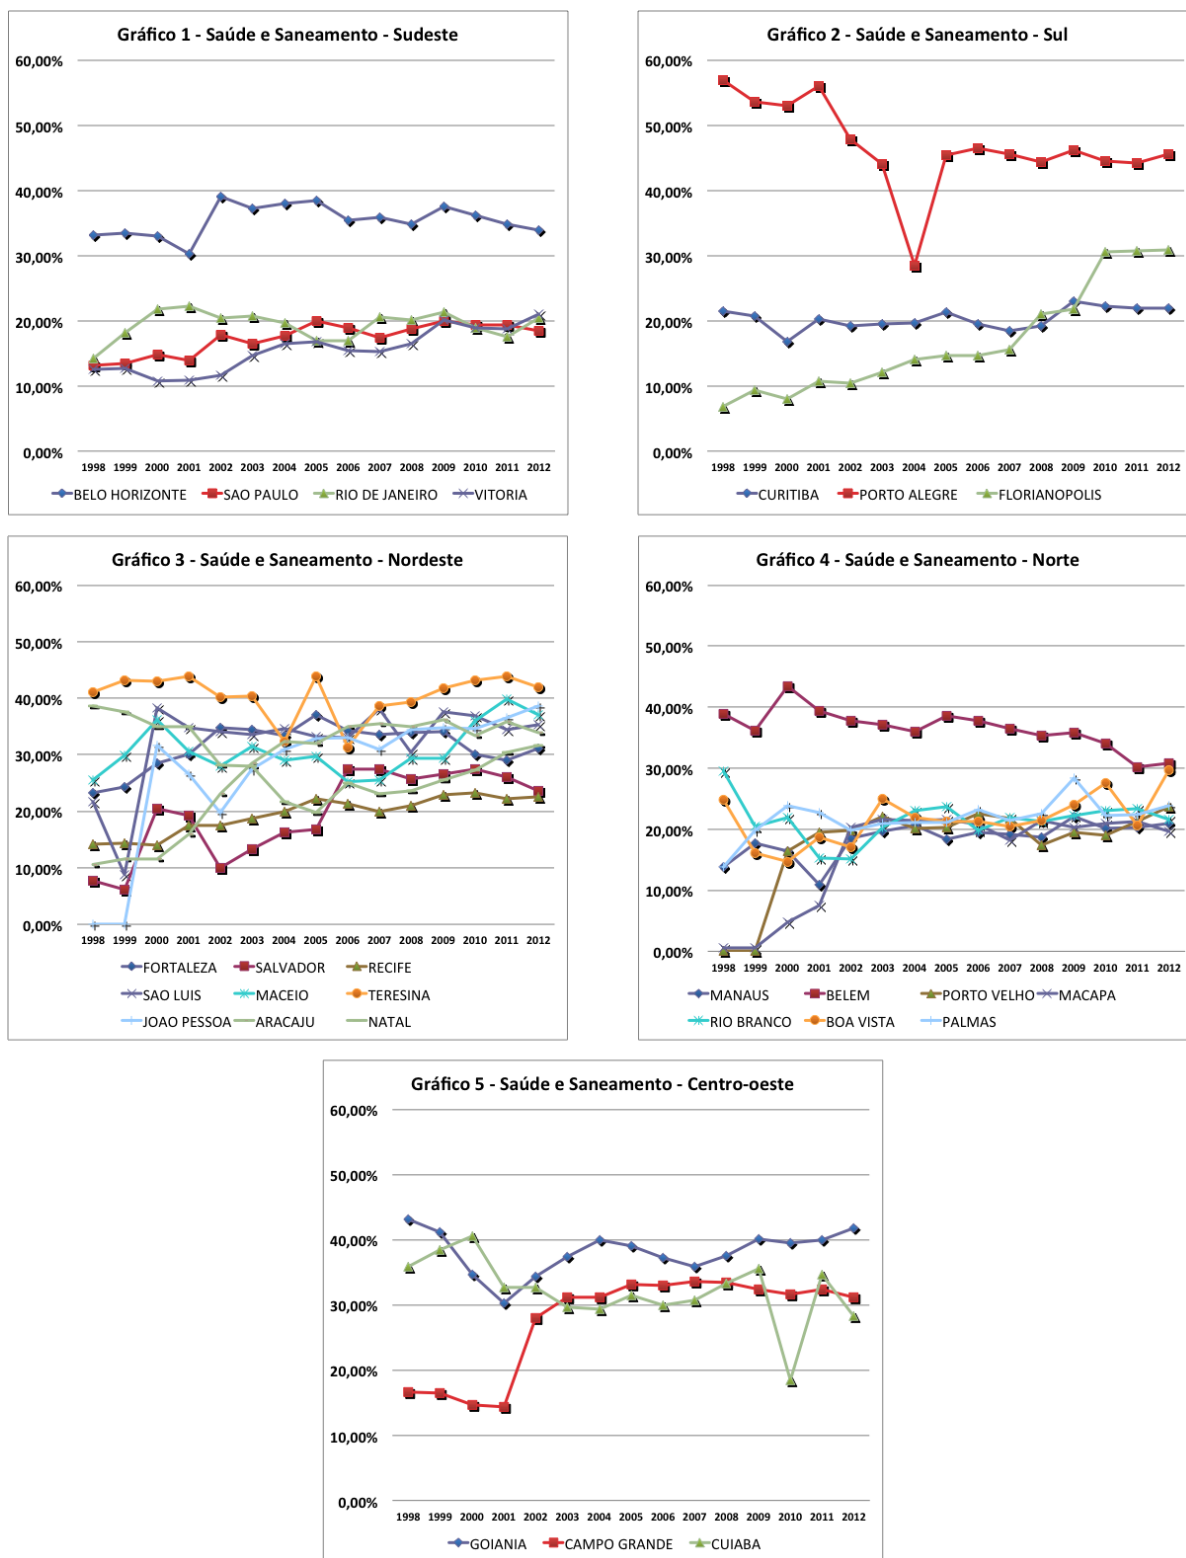 Gráfico 1 - Saúde e Saneamento - Sudeste
60,00%
50,00%
40,00%
30,00%
20,00%
10,00%
0,00%
1998 1999 2000 2001 2002 2003 2004 2005 2006 2007 2008 2009 2010 2011 2012
BELO HORIZONTE SAO PAULO RIO DE JANEIRO VITORIA
Gráfico 2 - Saúde e Saneamento - Sul
60,00%
50,00%
40,00%
30,00%
20,00%
10,00%
0,00%
1998 1999 2000 2001 2002 2003 2004 2005 2006 2007 2008 2009 2010 2011 2012
CURITIBA PORTO ALEGRE FLORIANOPOLIS
Gráfico 3 - Saúde e Saneamento - Nordeste
60,00%
50,00%
40,00%
30,00%
20,00%
10,00%
0,00%
1998 1999 2000 2001 2002 2003 2004 2005 2006 2007 2008 2009 2010 2011 2012
FORTALEZA SALVADOR RECIFE
SAO LUIS MACEIO TERESINA
JOAO PESSOA ARACAJU NATAL
Gráfico 4 - Saúde e Saneamento - Norte
60,00%
50,00%
40,00%
30,00%
20,00%
10,00%
0,00%
1998 1999 2000 2001 2002 2003 2004 2005 2006 2007 2008 2009 2010 2011 2012
MANAUS BELEM PORTO VELHO MACAPA
RIO BRANCO BOA VISTA PALMAS
Gráfico 5 - Saúde e Saneamento - Centro-oeste
60,00%
50,00%
40,00%
30,00%
20,00%
10,00%
0,00%
1998 1999 2000 2001 2002 2003 2004 2005 2006 2007 2008 2009 2010 2011 2012
GOIANIA CAMPO GRANDE CUIABA